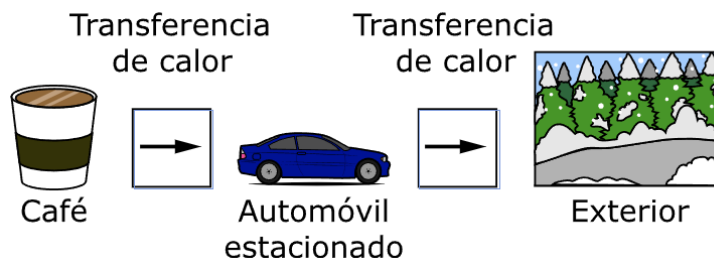 Transferencia
de calor
Transferencia
de calor
Café
Automóvil
estacionado
Exterior